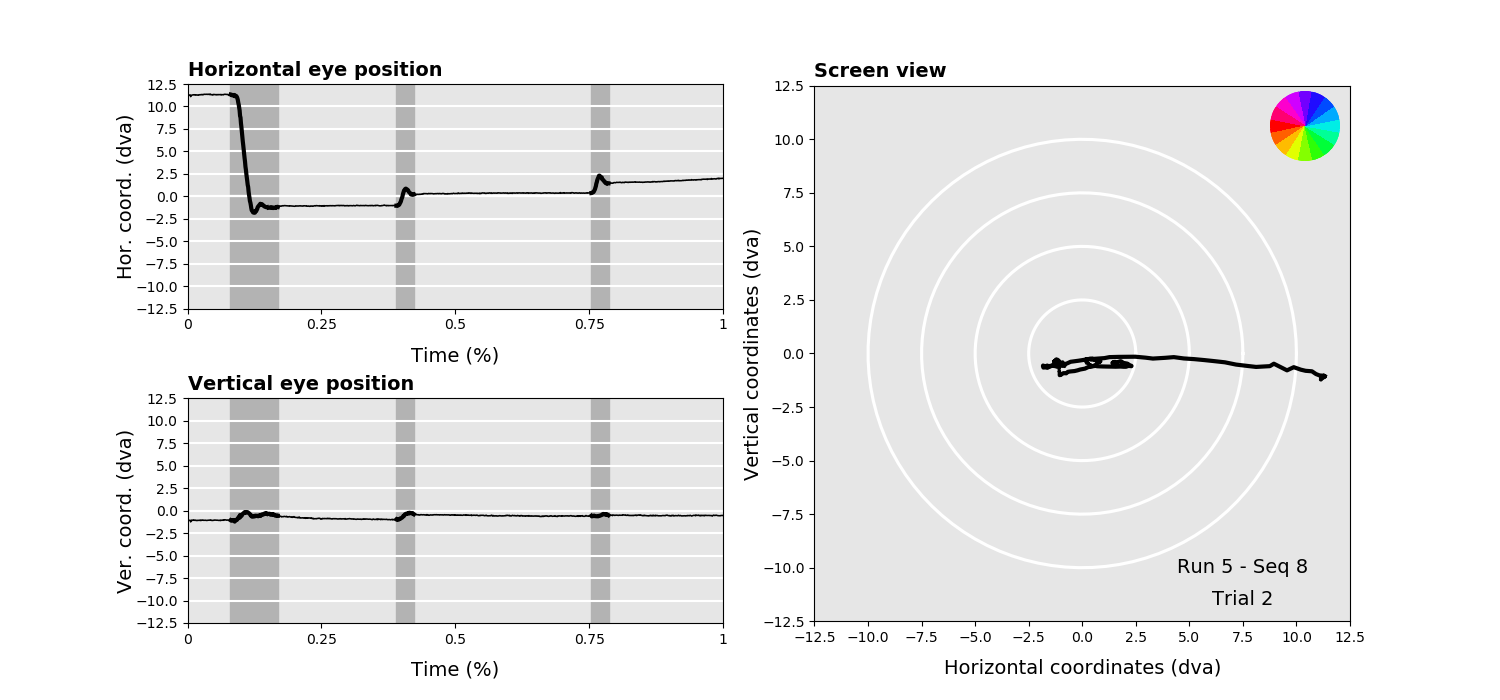 Horizontal eye position
Hor. coord. (dva)
12.5
10.0
7.5
5.0
2.5
0.0
−2.5
−5.0
−7.5
−10.0
−12.5
0 0.25 0.5 0.75 1
Time (%)
Vertical eye position
Ver. coord. (dva)
12.5
10.0
7.5
5.0
2.5
0.0
−2.5
−5.0
−7.5
−10.0
−12.5
0 0.25 0.5 0.75 1
Time (%)
Screen view
Vertical coordinates (dva)
12.5
10.0
7.5
5.0
2.5
0.0
−2.5
−5.0
−7.5
−10.0
−12.5
Run 5 - Seq 8
Trial 2
−12.5 −10.0 −7.5 −5.0 −2.5 0.0 2.5 5.0 7.5 10.0 12.5
Horizontal coordinates (dva)